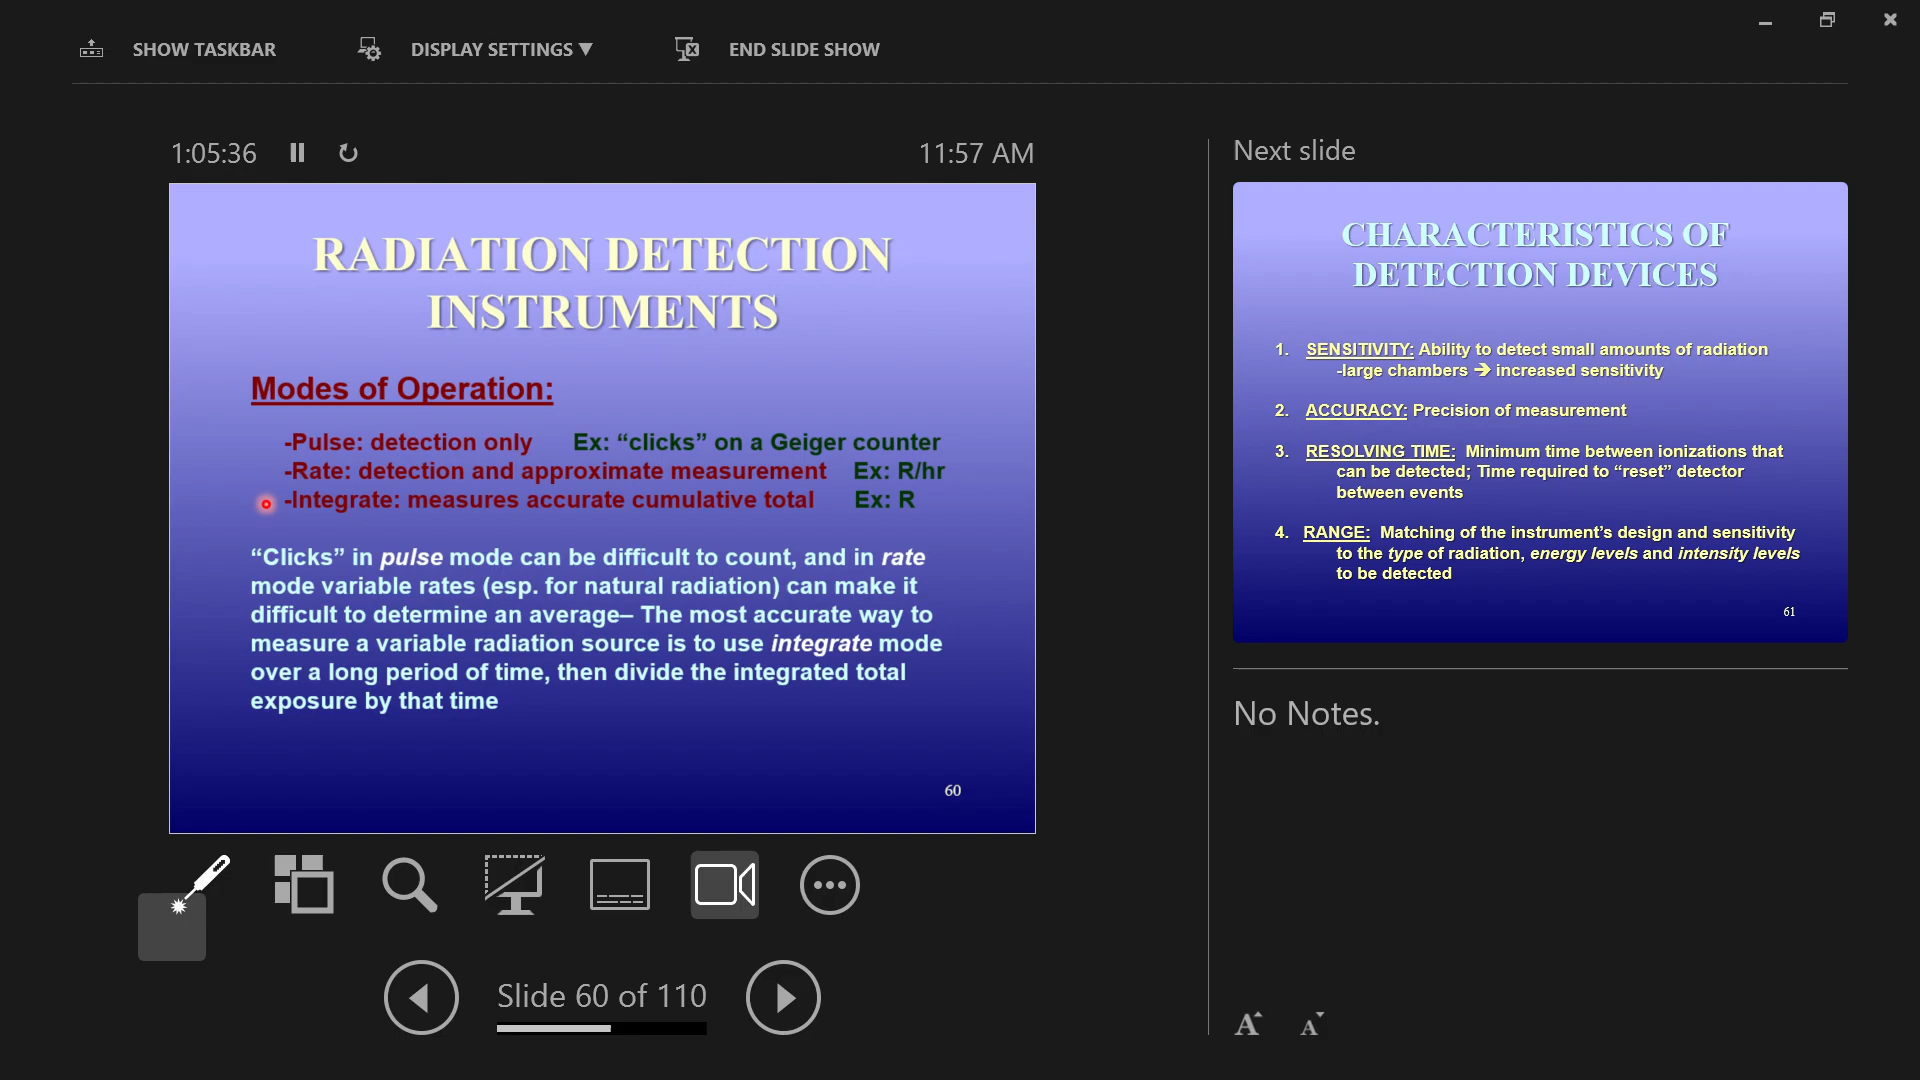 SHOW TASKBAR
DISPLAY SETTINGS ▼
END SLIDE SHOW
1:05:36
11:57 AM
RADIATION DETECTION
INSTRUMENTS
Modes of Operation:
-Pulse: detection only Ex: “clicks” on a Geiger counter
-Rate: detection and approximate measurement Ex: R/hr
-Integrate: measures accurate cumulative total Ex: R
“Clicks” in pulse mode can be difficult to count, and in rate
mode variable rates (esp. for natural radiation) can make it
difficult to determine an average– The most accurate way to
measure a variable radiation source is to use integrate mode
over a long period of time, then divide the integrated total
exposure by that time
60
Slide 60 of 110
Next slide
CHARACTERISTICS OF
DETECTION DEVICES
1. SENSITIVITY: Ability to detect small amounts of radiation
-large chambers ➔ increased sensitivity
2. ACCURACY: Precision of measurement
3. RESOLVING TIME: Minimum time between ionizations that
can be detected; Time required to “reset” detector
between events
4. RANGE: Matching of the instrument’s design and sensitivity
to the type of radiation, energy levels and intensity levels
to be detected
61
No Notes.
A A